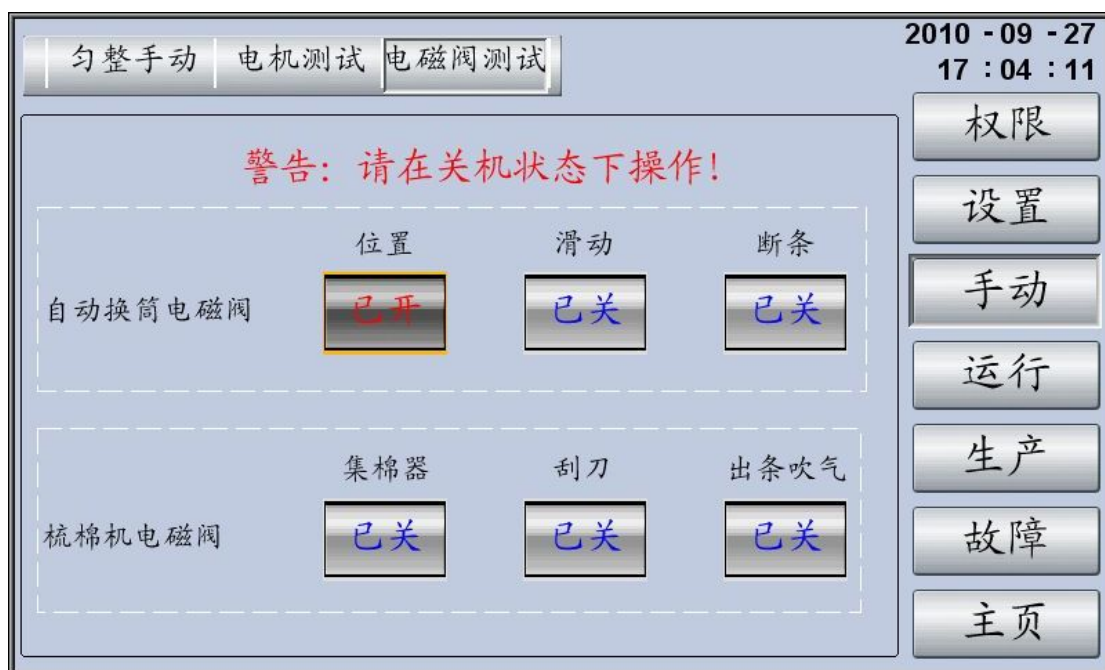 匀整手动 电机测试 电磁阀测试
2010 - 09 - 27
17 : 04 : 11
权限
设置
手动
运行
生产
故障
主页
警告: 请在关机状态下操作!
位置 滑动 断条
自动换筒电磁阀 已开 已关 已关
集棉器 刮刀 出条吹气
梳棉机电磁阀 已关 已关 已关